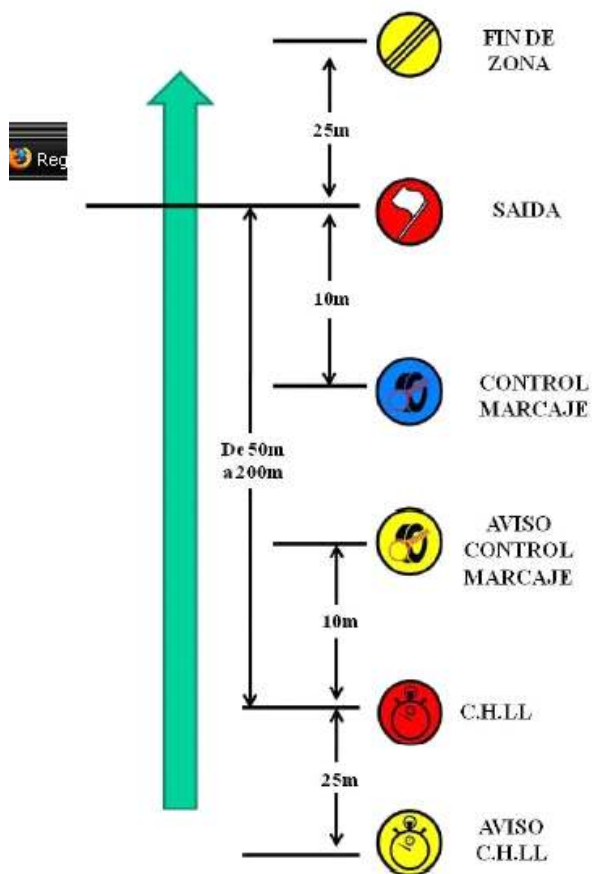 FIN DE
ZONA
25m
Reg
SAIDA
10m
CONTROL
MARCAJE
De 50m
a 200m
AVISO
CONTROL
MARCAJE
10m
C.H.LL
25m
AVISO
C.H.LL